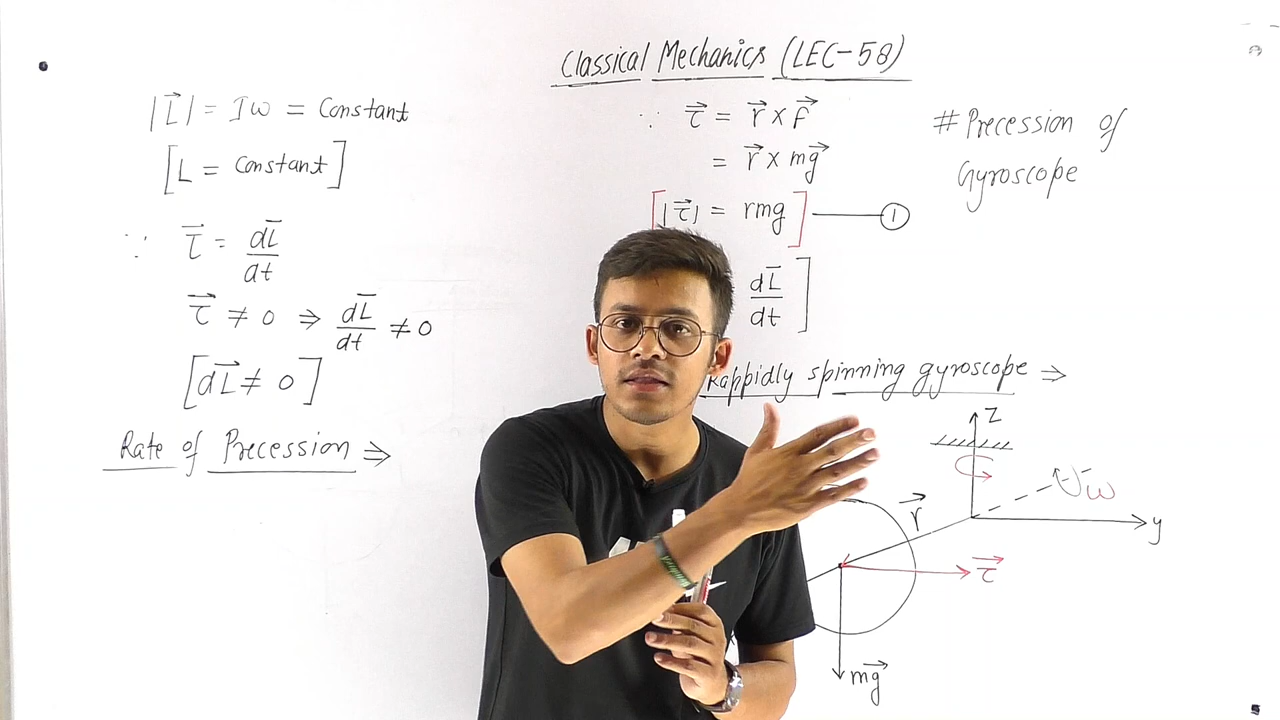 Classical Mechanics (LEC-58)
|L⃗| = Iω = Constant
[L = Constant]
∵ τ⃗ = dL̄/dt
τ⃗ ≠ 0 ⇒ dL̄/dt ≠ 0
[dL⃗ ≠ 0]
Rate of Precession ⇒
∵ τ⃗ = r⃗ × F⃗
= r⃗ × mg⃗
[|τ⃗| = rmg] —— ①
dL̄/dt]
# Precession of
Gyroscope
Rappidly spinning gyroscope ⇒
z
ω̄
r⃗
y
τ⃗
mg⃗